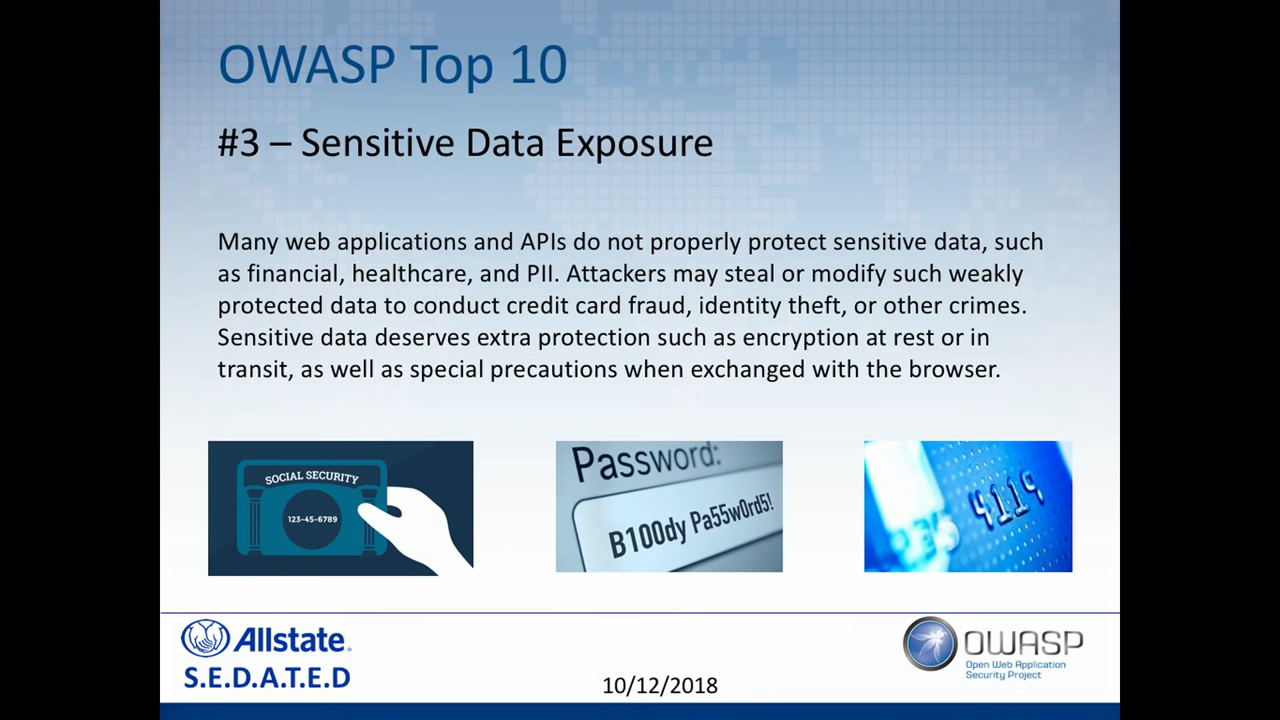 OWASP Top 10
#3 – Sensitive Data Exposure
Many web applications and APIs do not properly protect sensitive data, such
as financial, healthcare, and PII. Attackers may steal or modify such weakly
protected data to conduct credit card fraud, identity theft, or other crimes.
Sensitive data deserves extra protection such as encryption at rest or in
transit, as well as special precautions when exchanged with the browser.
SOCIAL SECURITY
123-45-6789
Password:
B100dy Pa55w0rd5!
4119
Allstate®
S.E.D.A.T.E.D
10/12/2018
OWASP
Open Web Application
Security Project